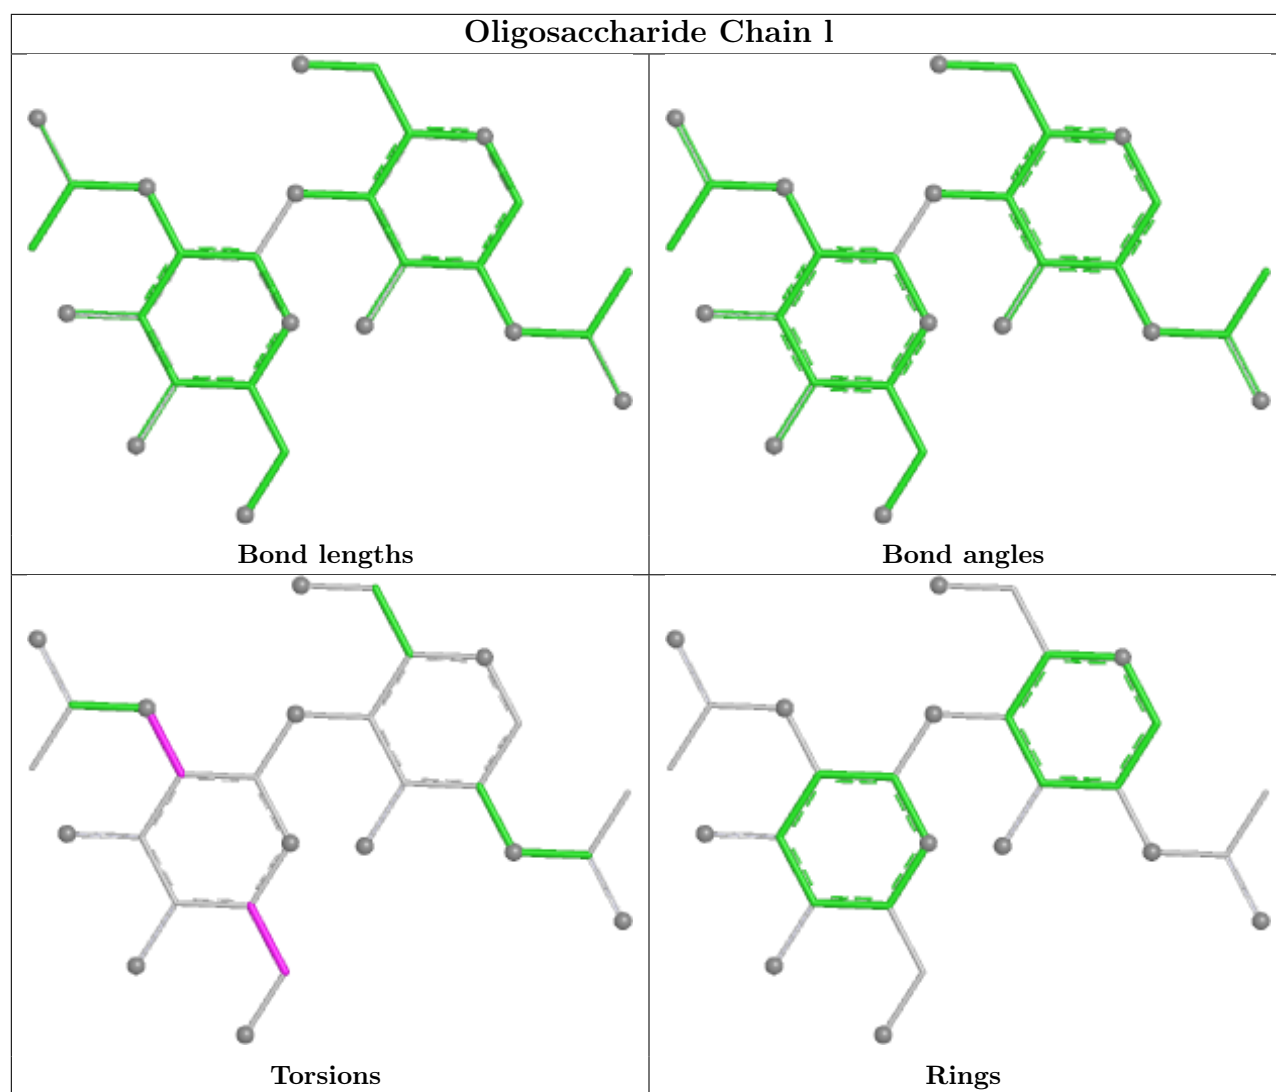 Oligosaccharide Chain l
Bond lengths
Bond angles
Torsions
Rings